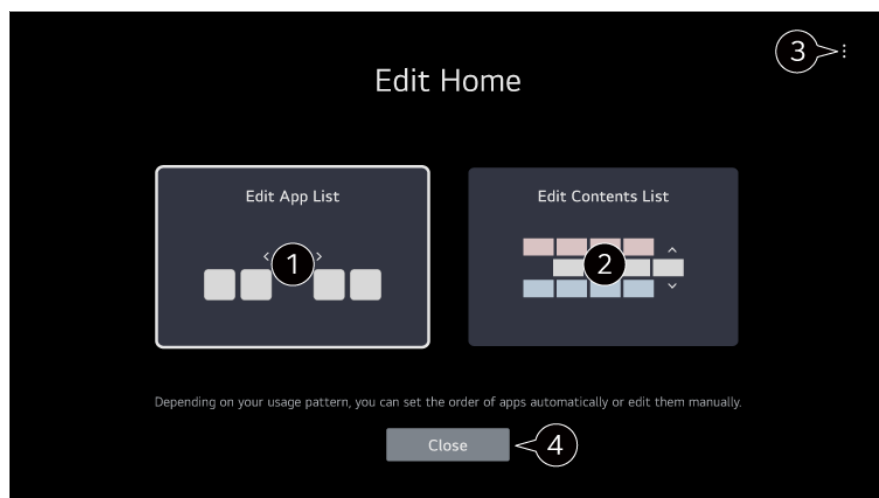 3
Edit Home
Edit App List
Edit Contents List
1
2
Depending on your usage pattern, you can set the order of apps automatically or edit them manually.
Close
4